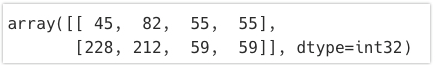 array([[ 45,  82,  55,  55],
       [228, 212,  59,  59]], dtype=int32)